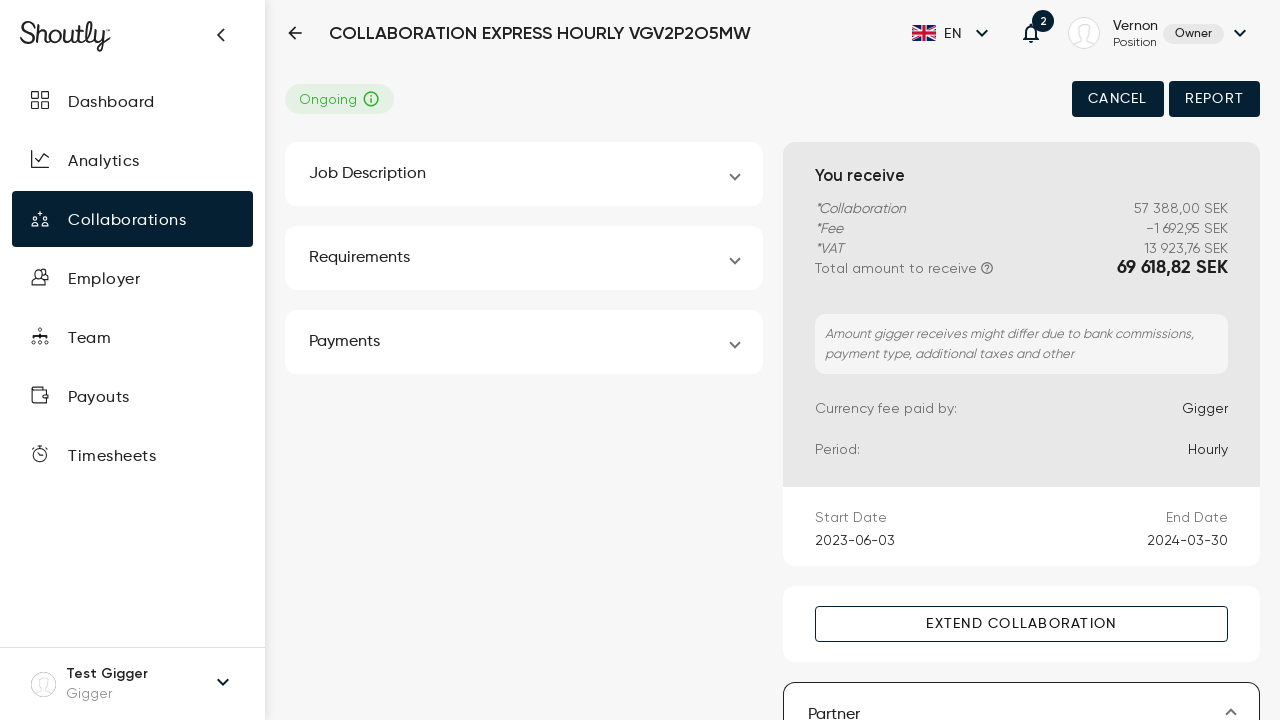 Shoutly
Dashboard
Analytics
Collaborations
Employer
Team
Payouts
Timesheets
Test Gigger
Gigger
COLLABORATION EXPRESS HOURLY VGV2P2O5MW
EN
2
Vernon
Position
Owner
Ongoing
CANCEL
REPORT
Job Description
Requirements
Payments
You receive
*Collaboration 57 388,00 SEK
*Fee −1 692,95 SEK
*VAT 13 923,76 SEK
Total amount to receive 69 618,82 SEK
Amount gigger receives might differ due to bank commissions,
payment type, additional taxes and other
Currency fee paid by: Gigger
Period: Hourly
Start Date End Date
2023-06-03 2024-03-30
EXTEND COLLABORATION
Partner